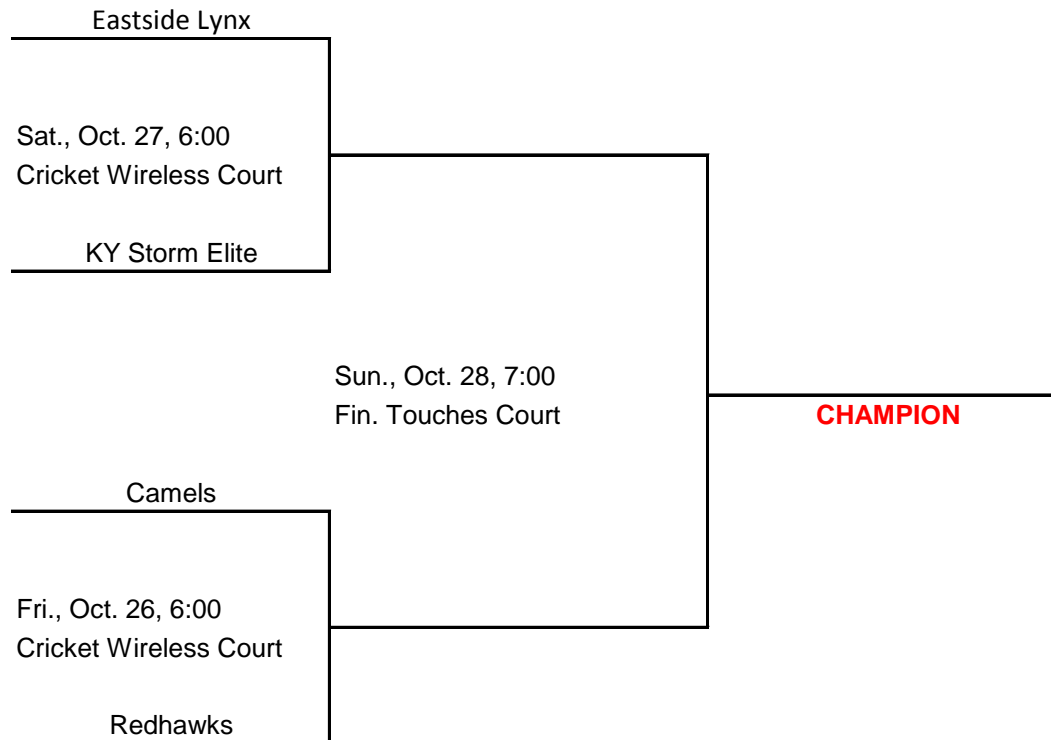 Eastside Lynx
Sat., Oct. 27, 6:00
Cricket Wireless Court
KY Storm Elite
Sun., Oct. 28, 7:00
Fin. Touches Court
CHAMPION
Camels
Fri., Oct. 26, 6:00
Cricket Wireless Court
Redhawks